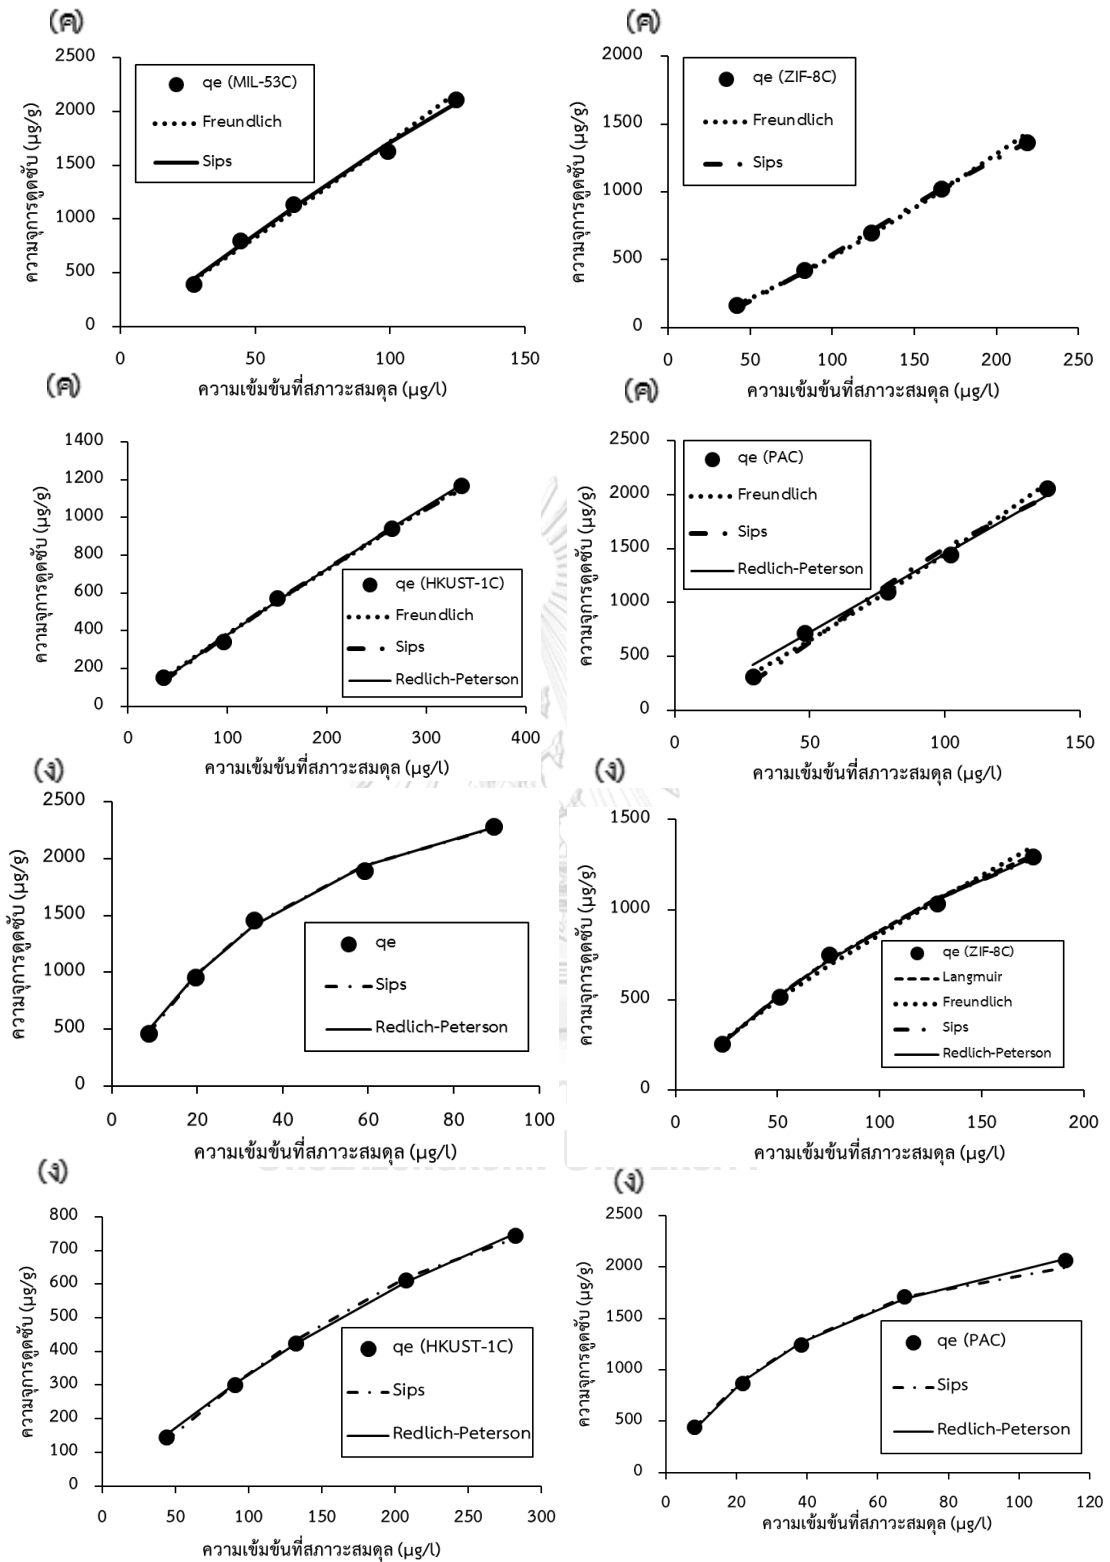 (ค)
2500
2000
1500
1000
500
0
0 50 100 150
ความจุการดูดซับ (µg/g)
qe (MIL-53C)
Freundlich
Sips
ความเข้มข้นที่สภาวะสมดุล (µg/l)
(ค)
2000
1500
1000
500
0
0 50 100 150 200 250
ความจุการดูดซับ (µg/g)
qe (ZIF-8C)
Freundlich
Sips
ความเข้มข้นที่สภาวะสมดุล (µg/l)
(ค)
1400
1200
1000
800
600
400
200
0
0 100 200 300 400
ความจุการดูดซับ (µg/g)
qe (HKUST-1C)
Freundlich
Sips
Redlich-Peterson
ความเข้มข้นที่สภาวะสมดุล (µg/l)
(ค)
2500
2000
1500
1000
500
0
0 50 100 150
ความจุการดูดซับ (µg/g)
qe (PAC)
Freundlich
Sips
Redlich-Peterson
ความเข้มข้นที่สภาวะสมดุล (µg/l)
(ง)
2500
2000
1500
1000
500
0
0 20 40 60 80 100
ความจุการดูดซับ (µg/g)
qe
Sips
Redlich-Peterson
ความเข้มข้นที่สภาวะสมดุล (µg/l)
(ง)
1500
1000
500
0
0 50 100 150 200
ความจุการดูดซับ (µg/g)
qe (ZIF-8C)
Langmuir
Freundlich
Sips
Redlich-Peterson
ความเข้มข้นที่สภาวะสมดุล (µg/l)
(ง)
800
700
600
500
400
300
200
100
0
0 50 100 150 200 250 300
ความจุการดูดซับ (µg/g)
qe (HKUST-1C)
Sips
Redlich-Peterson
ความเข้มข้นที่สภาวะสมดุล (µg/l)
(ง)
2500
2000
1500
1000
500
0
0 20 40 60 80 100 120
ความจุการดูดซับ (µg/g)
qe (PAC)
Sips
Redlich-Peterson
ความเข้มข้นที่สภาวะสมดุล (µg/l)